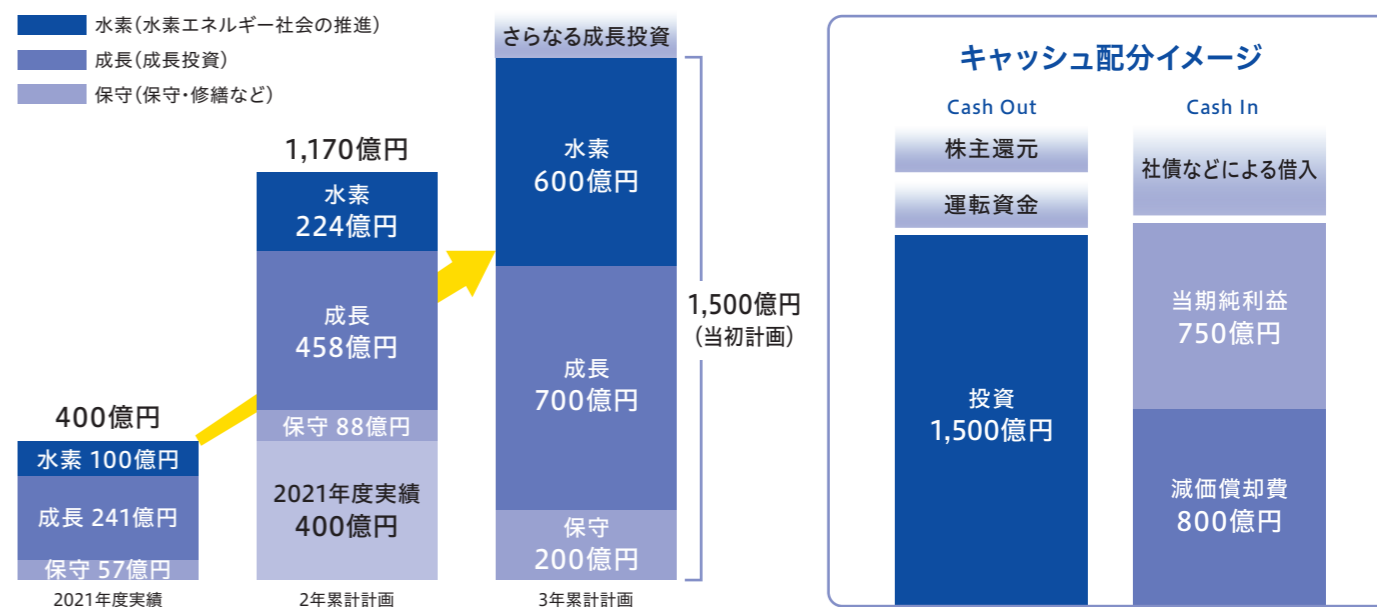 水素(水素エネルギー社会の推進)
成長(成長投資)
保守(保守・修繕など)
400億円
水素 100億円
成長 241億円
保守 57億円
2021年度実績
1,170億円
水素
224億円
成長
458億円
保守 88億円
2021年度実績
400億円
2年累計計画
さらなる成長投資
水素
600億円
成長
700億円
保守
200億円
3年累計計画
1,500億円
(当初計画)
キャッシュ配分イメージ
Cash Out
株主還元
運転資金
投資
1,500億円
Cash In
社債などによる借入
当期純利益
750億円
減価償却費
800億円